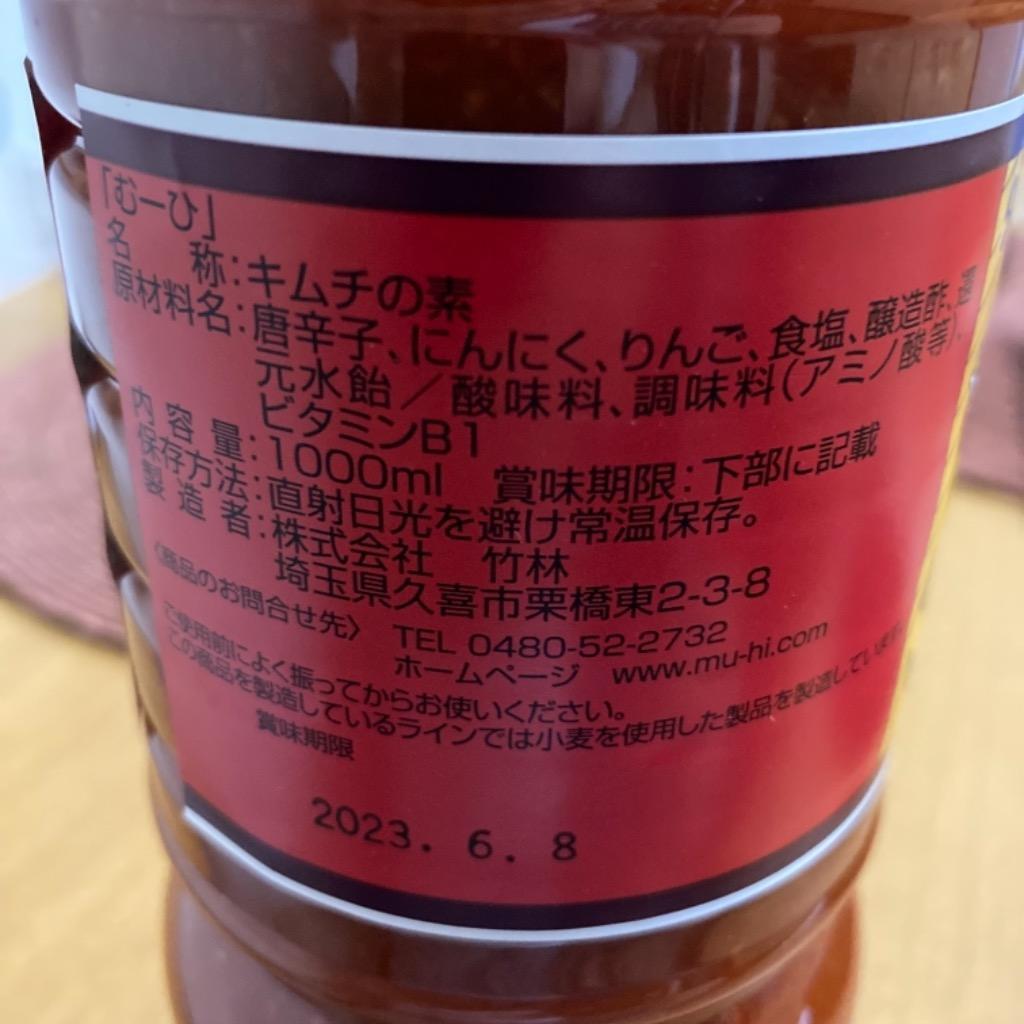 「むーひ」
名 称：キムチの素
原材料名：唐辛子、にんにく、りんご、食塩、醸造酢、還
元水飴／酸味料、調味料（アミノ酸等）、
ビタミンB1
内 容 量：1000ml 賞味期限：下部に記載
保存方法：直射日光を避け常温保存。
製 造 者：株式会社 竹林
埼玉県久喜市栗橋東2-3-8
〈商品のお問合せ先〉 TEL 0480-52-2732
ホームページ www.mu-hi.com
ご使用前によく振ってからお使いください。
この商品を製造しているラインでは小麦を使用した製品を製造しています。
賞味期限
2023. 6. 8